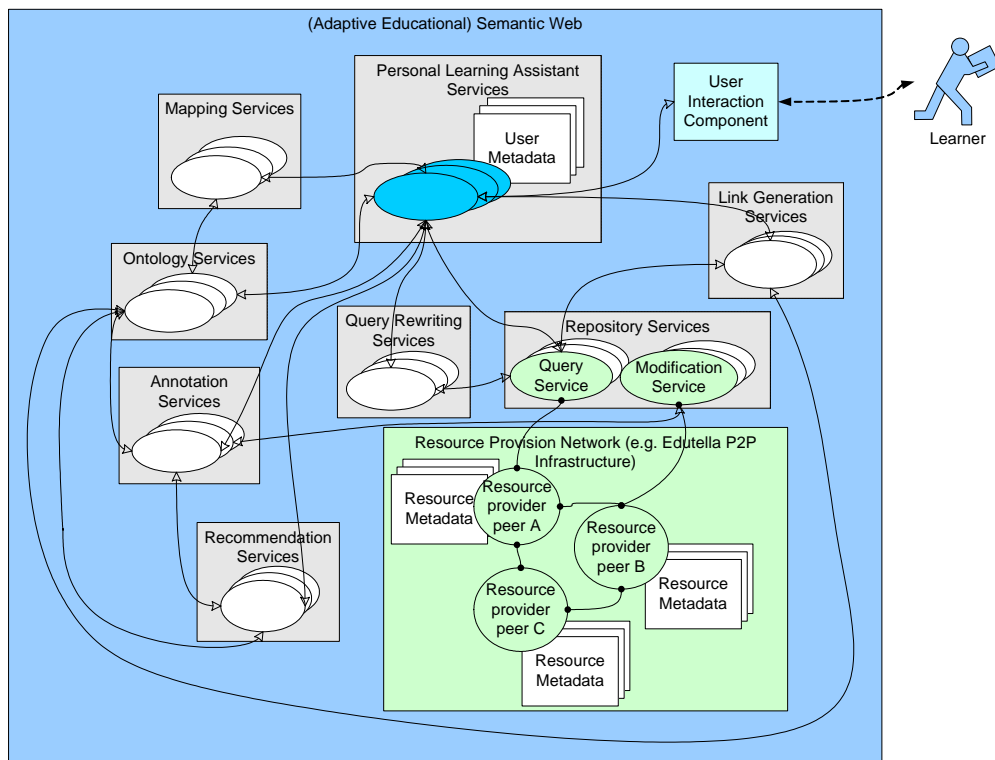 (Adaptive Educational) Semantic Web
Personal Learning Assistant
Services
User
Metadata
User
Interaction
Component
Learner
Mapping Services
Link Generation
Services
Ontology Services
Query Rewriting
Services
Repository Services
Query
Service
Modification
Service
Annotation
Services
Resource Provision Network (e.g. Edutella P2P
Infrastructure)
Resource
Metadata
Resource
provider
peer A
Resource
provider
peer B
Resource
Metadata
Resource
provider
peer C
Resource
Metadata
Recommendation
Services